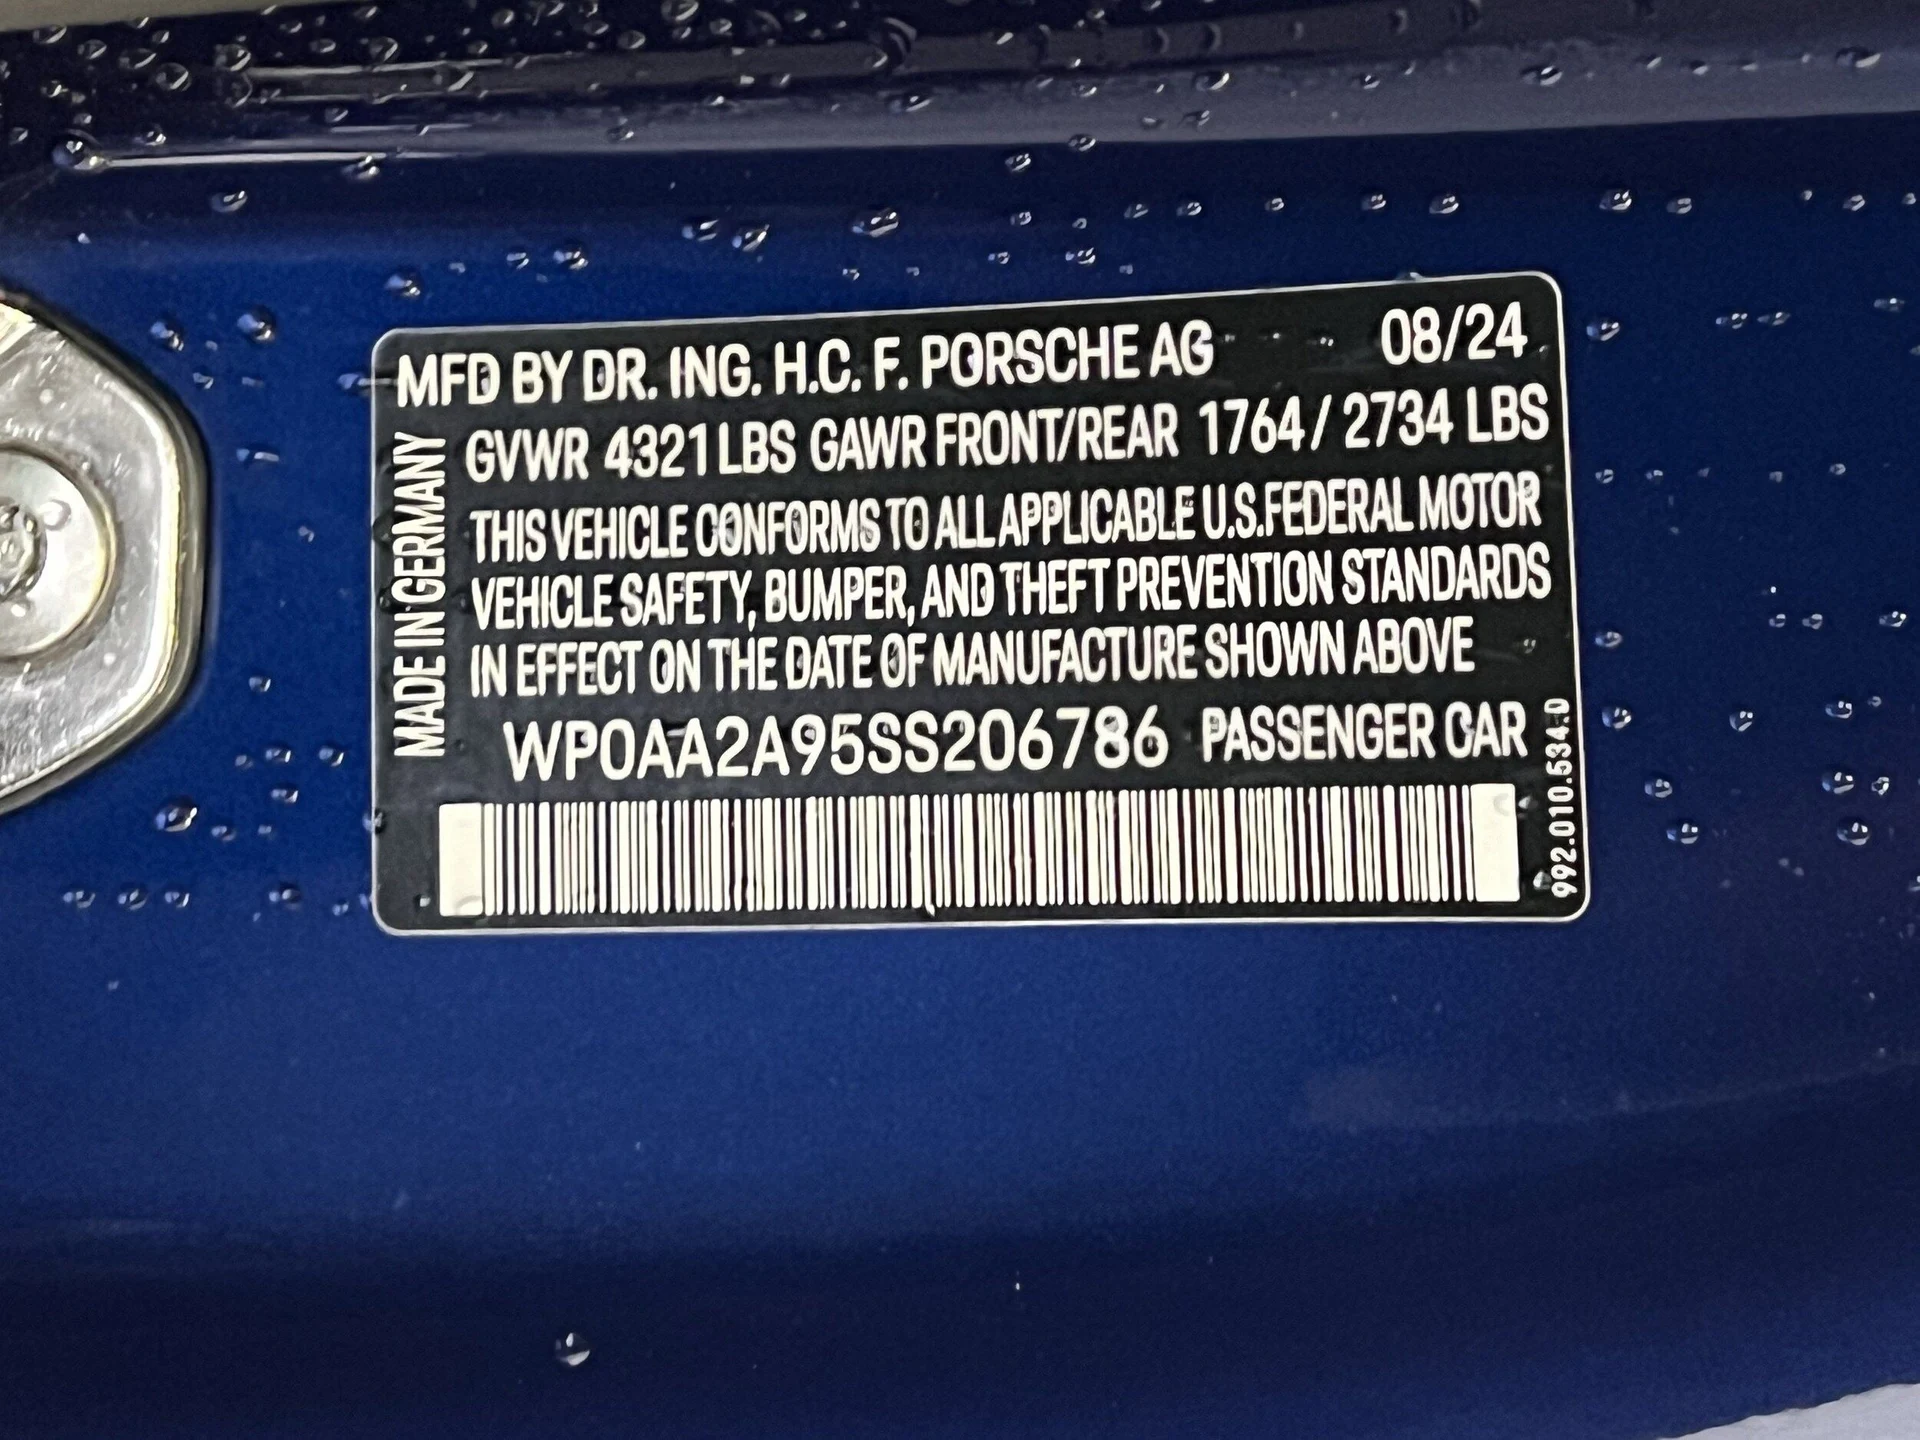 MFD BY DR. ING. H.C. F. PORSCHE AG 08/24
GVWR 4321 LBS GAWR FRONT/REAR 1764 / 2734 LBS
THIS VEHICLE CONFORMS TO ALL APPLICABLE U.S.FEDERAL MOTOR
VEHICLE SAFETY, BUMPER, AND THEFT PREVENTION STANDARDS
IN EFFECT ON THE DATE OF MANUFACTURE SHOWN ABOVE
WP0AA2A95SS206786 PASSENGER CAR
MADE IN GERMANY
992.010.534.0